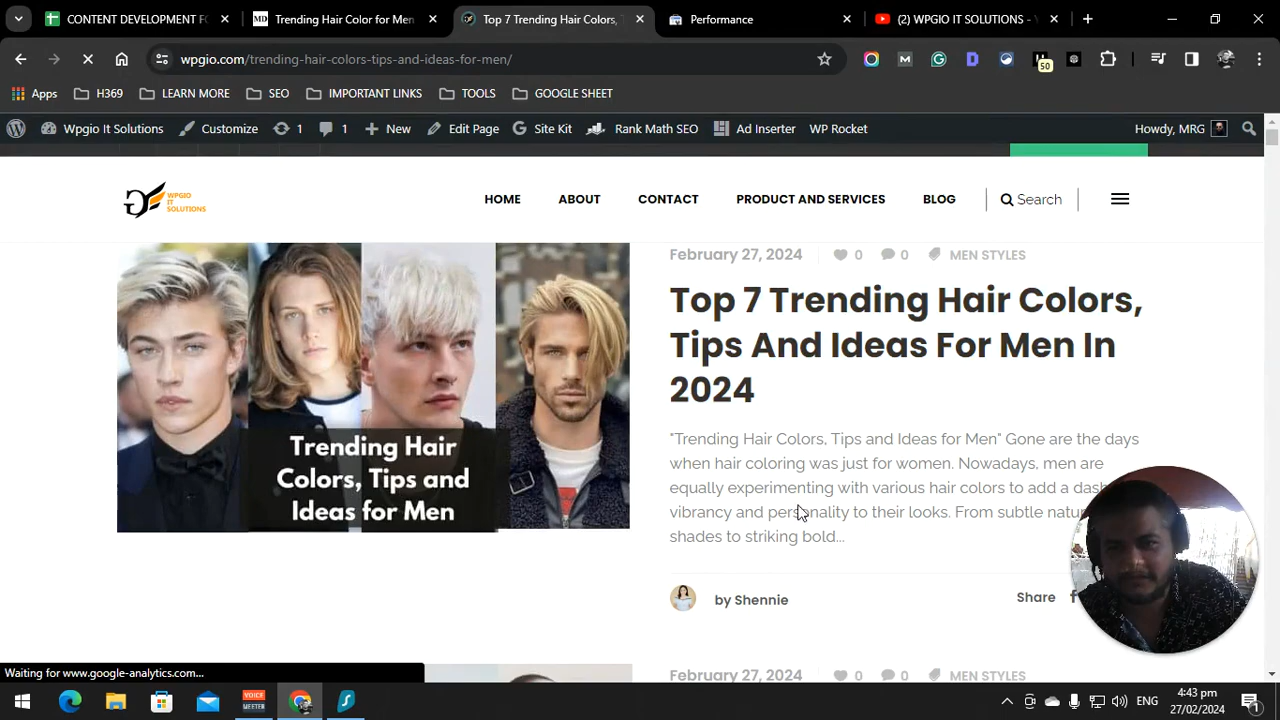 CONTENT DEVELOPMENT FO
Trending Hair Color for Men
Top 7 Trending Hair Colors,
Performance
(2) WPGIO IT SOLUTIONS -
wpgio.com/trending-hair-colors-tips-and-ideas-for-men/
50
Apps
H369
LEARN MORE
SEO
IMPORTANT LINKS
TOOLS
GOOGLE SHEET
Wpgio It Solutions
Customize
1
1
New
Edit Page
Site Kit
Rank Math SEO
Ad Inserter
WP Rocket
Howdy, MRG
WPGIO
IT
SOLUTIONS
HOME
ABOUT
CONTACT
PRODUCT AND SERVICES
BLOG
Search
Trending Hair
Colors, Tips and
Ideas for Men
February 27, 2024
0
0
MEN STYLES
Top 7 Trending Hair Colors,
Tips And Ideas For Men In
2024
"Trending Hair Colors, Tips and Ideas for Men" Gone are the days
when hair coloring was just for women. Nowadays, men are
equally experimenting with various hair colors to add a dash
vibrancy and personality to their looks. From subtle natu
shades to striking bold...
by Shennie
Share
February 27, 2024
0
0
MEN STYLES
Waiting for www.google-analytics.com...
VOICE
MEETER
ENG
4:43 pm
27/02/2024
1